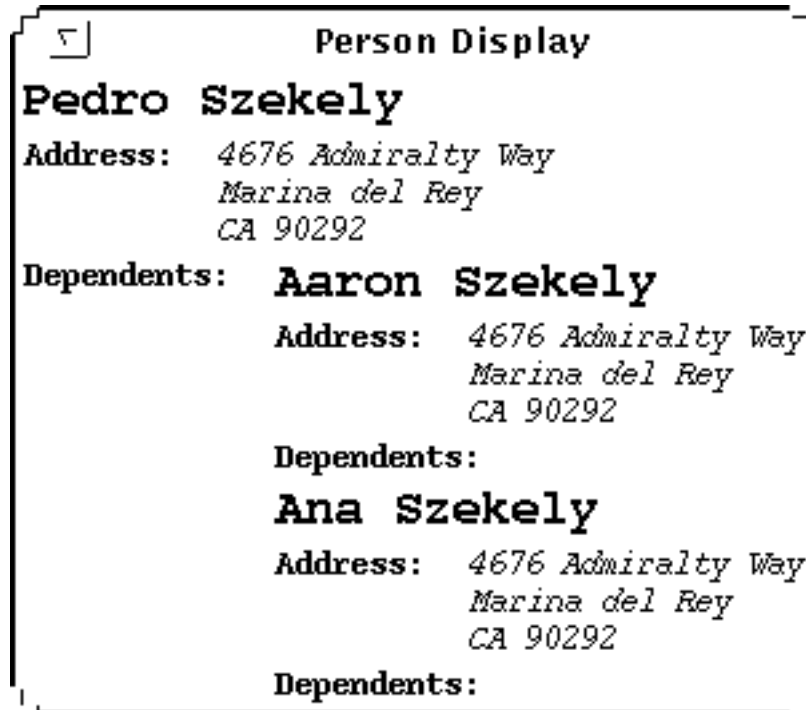 Person Display
Pedro Szekely
Address: 4676 Admiralty Way
Marina del Rey
CA 90292
Dependents: Aaron Szekely
Address: 4676 Admiralty Way
Marina del Rey
CA 90292
Dependents:
Ana Szekely
Address: 4676 Admiralty Way
Marina del Rey
CA 90292
Dependents: